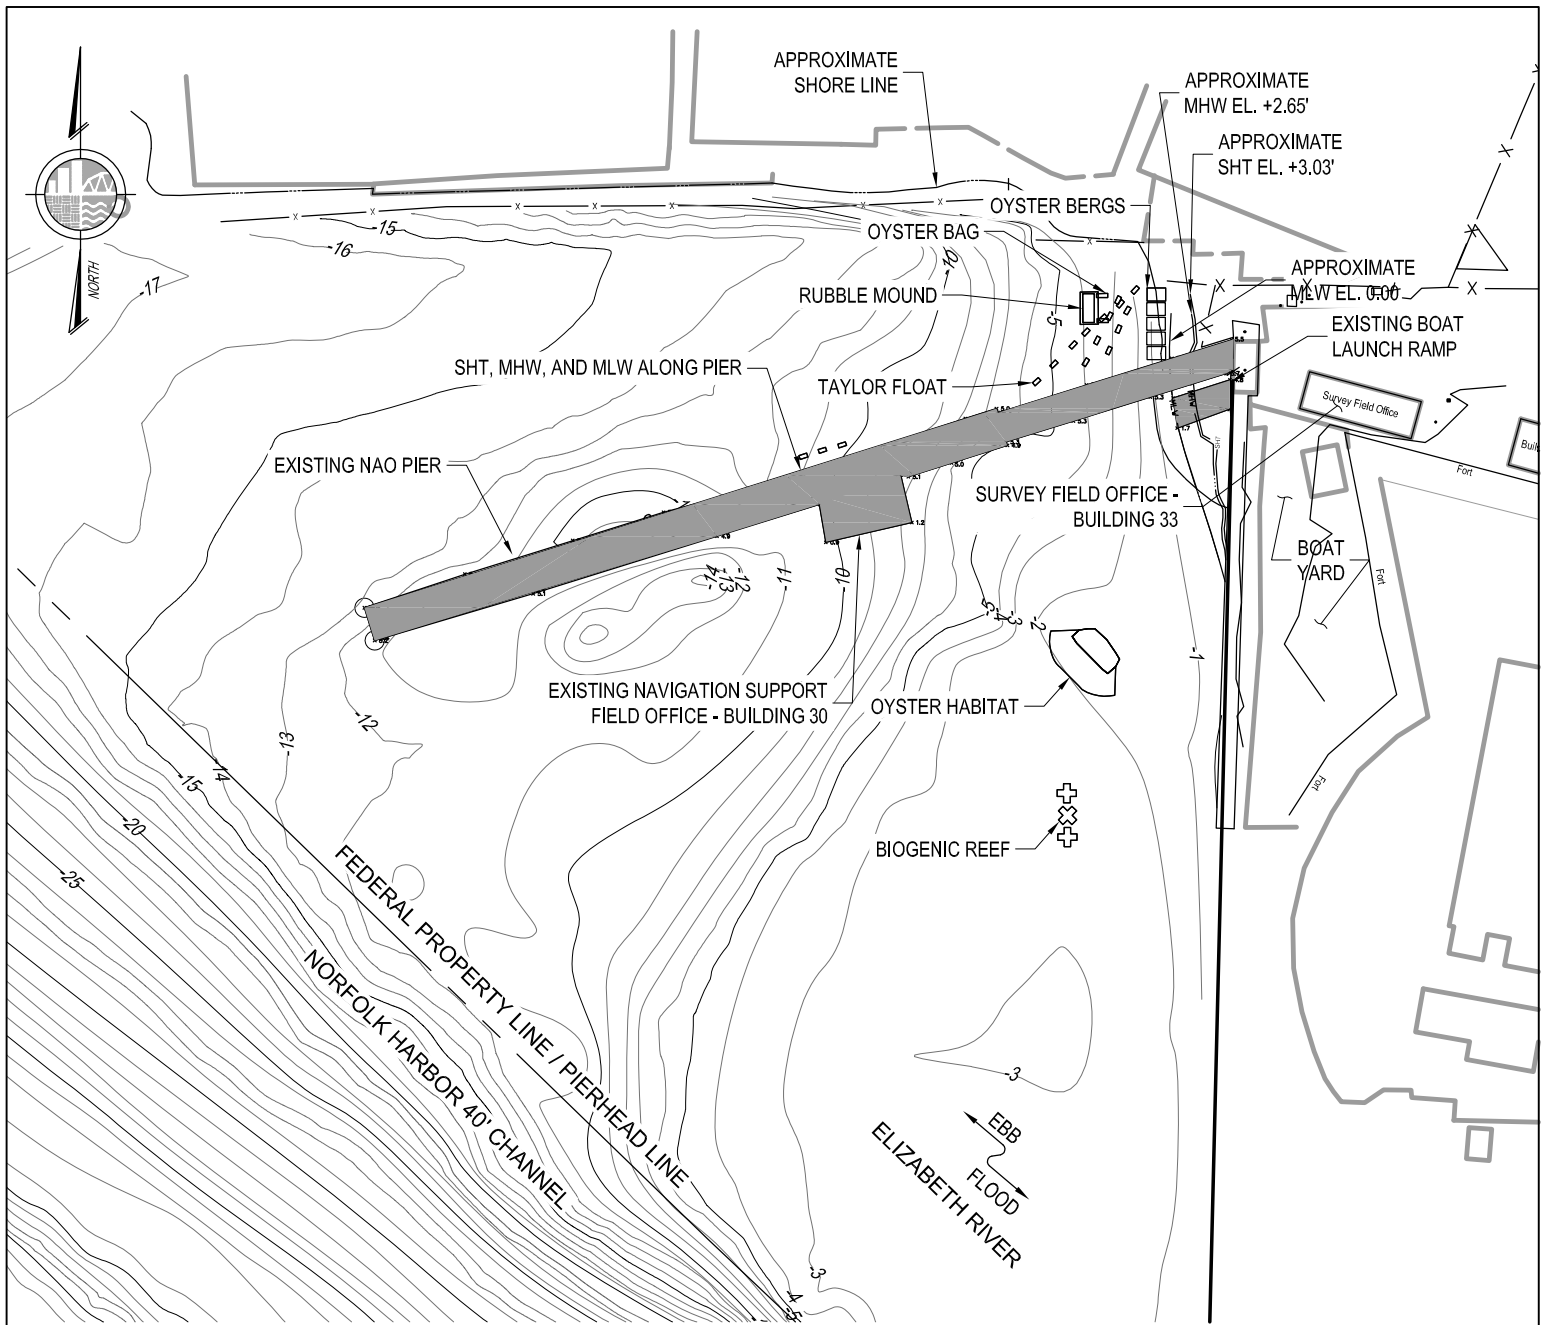 APPROXIMATE
SHORE LINE
APPROXIMATE
MHW EL. +2.65'
APPROXIMATE
SHT EL. +3.03'
OYSTER BERGS
OYSTER BAG
RUBBLE MOUND
APPROXIMATE
MLW EL. 0.00
EXISTING BOAT
LAUNCH RAMP
SHT, MHW, AND MLW ALONG PIER
TAYLOR FLOAT
Survey Field Office
EXISTING NAO PIER
SURVEY FIELD OFFICE -
BUILDING 33
BOAT
YARD
Fort
Fort
Fort
EXISTING NAVIGATION SUPPORT
FIELD OFFICE - BUILDING 30
OYSTER HABITAT
BIOGENIC REEF
FEDERAL PROPERTY LINE / PIERHEAD LINE
NORFOLK HARBOR 40' CHANNEL
EBB
FLOOD
ELIZABETH RIVER
NORTH
-15
-16
-17
-10
-5
-14
-13
-12
-11
-10
-5
-4
-3
-2
-1
-12
-13
-14
-15
-20
-25
-3
-3
-4
-5